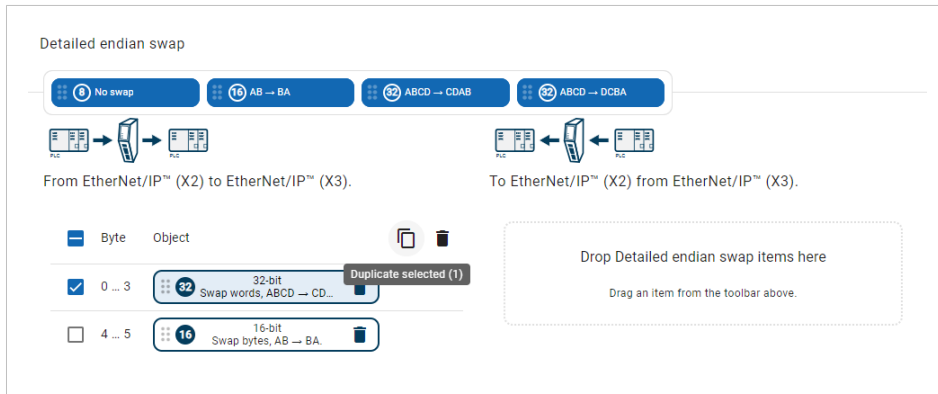 Detailed endian swap
8 No swap
16 AB → BA
32 ABCD → CDAB
32 ABCD → DCBA
PLC
PLC
PLC
PLC
From EtherNet/IP™ (X2) to EtherNet/IP™ (X3).
To EtherNet/IP™ (X2) from EtherNet/IP™ (X3).
Byte Object
Duplicate selected (1)
0 ... 3
32
32-bit
Swap words, ABCD → CD...
4 ... 5
16
16-bit
Swap bytes, AB → BA.
Drop Detailed endian swap items here
Drag an item from the toolbar above.